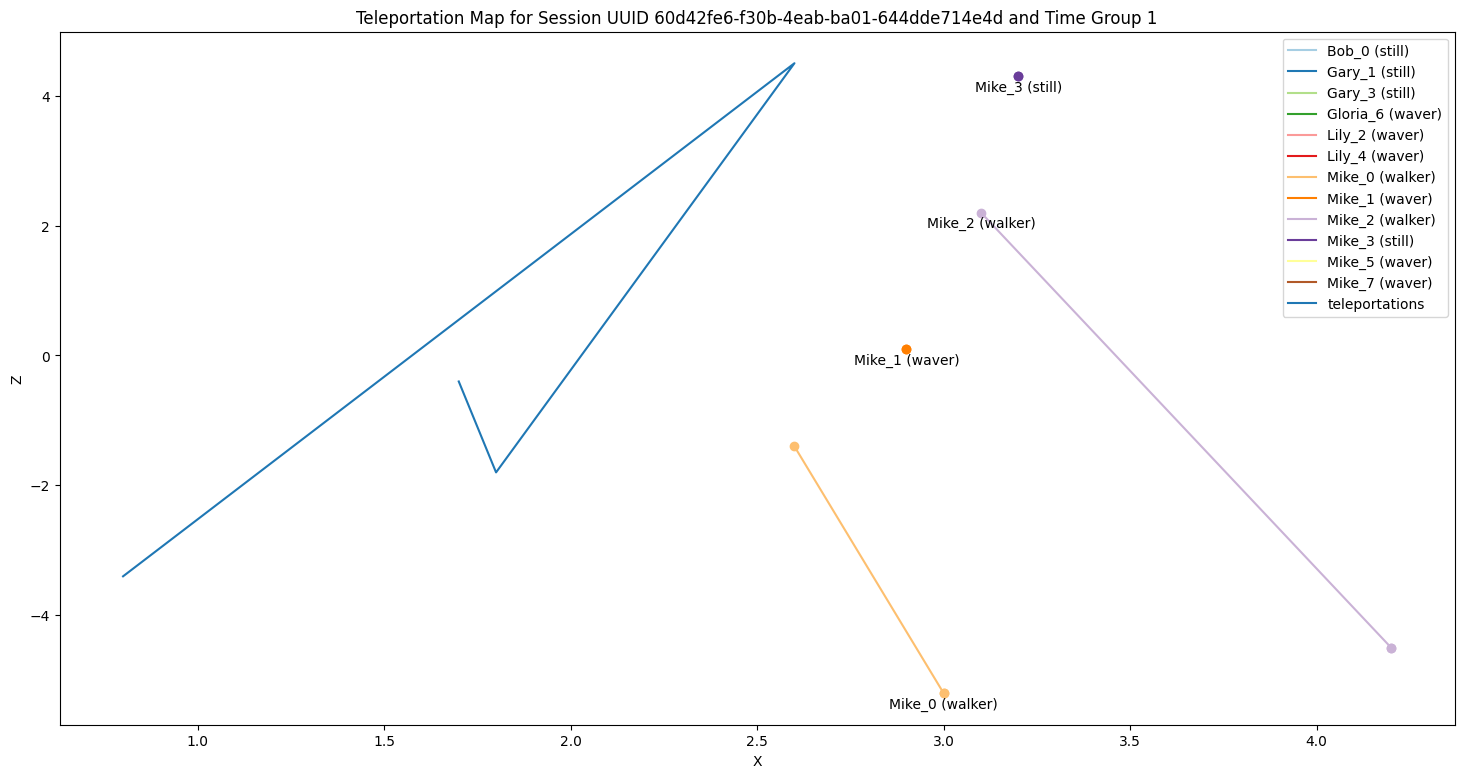 Teleportation Map for Session UUID 60d42fe6-f30b-4eab-ba01-644dde714e4d and Time Group 1
Bob_0 (still)
Gary_1 (still)
Gary_3 (still)
Gloria_6 (waver)
Lily_2 (waver)
Lily_4 (waver)
Mike_0 (walker)
Mike_1 (waver)
Mike_2 (walker)
Mike_3 (still)
Mike_5 (waver)
Mike_7 (waver)
teleportations
Mike_3 (still)
Mike_2 (walker)
Mike_1 (waver)
Mike_0 (walker)
4
2
0
−2
−4
Z
1.0 1.5 2.0 2.5 3.0 3.5 4.0
X